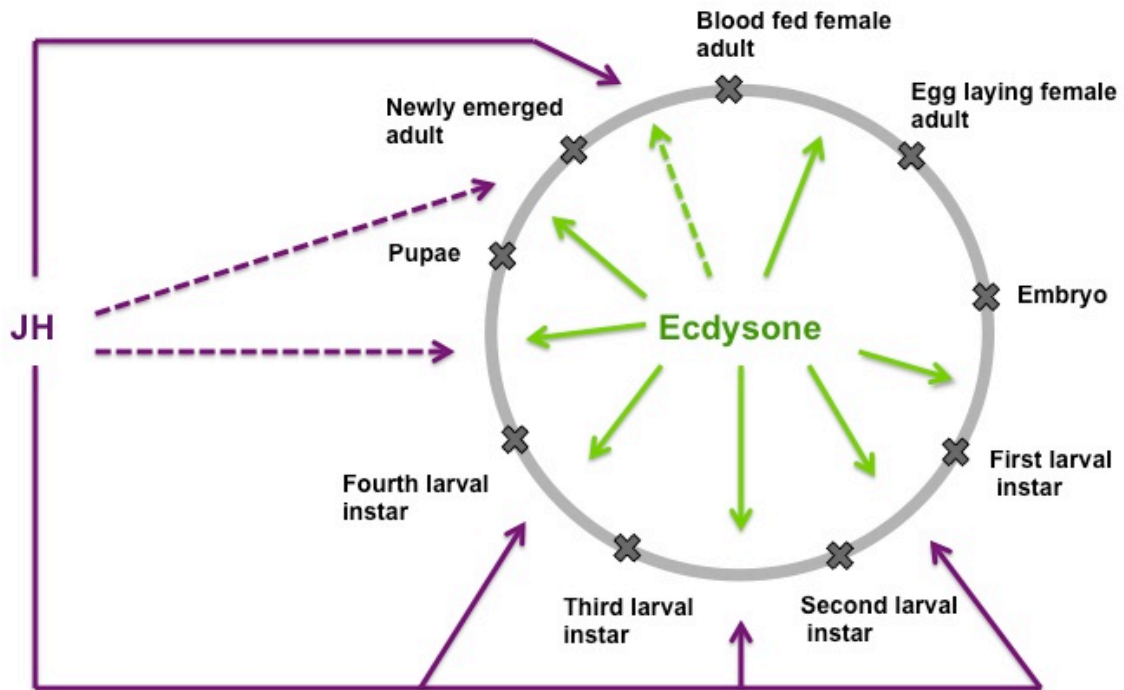 Blood fed female
adult
Egg laying female
adult
Newly emerged
adult
Pupae
Embryo
JH
Ecdysone
First larval
instar
Fourth larval
instar
Third larval
instar
Second larval
instar